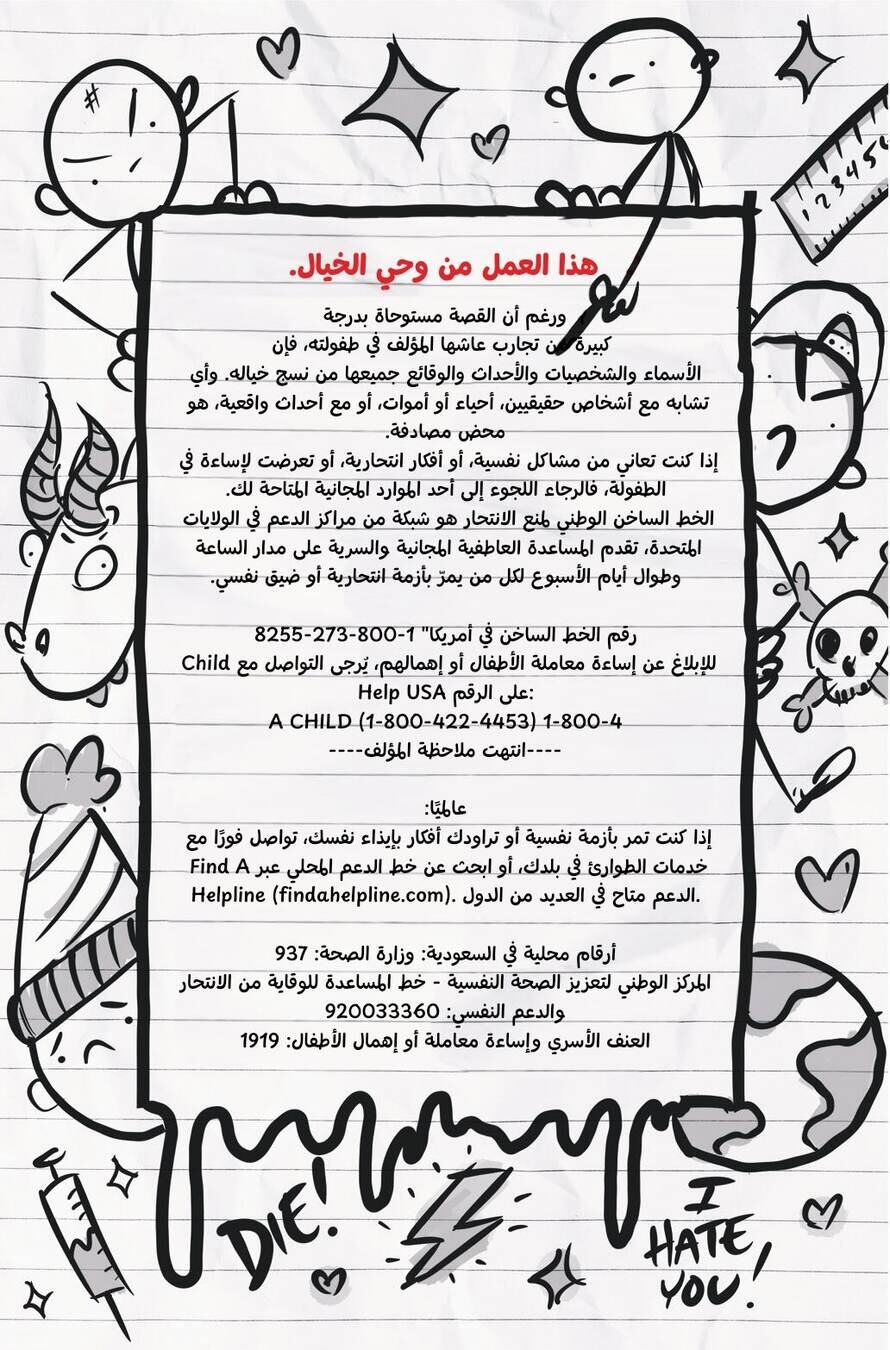 هذا العمل من وحي الخيال.
ورغم أن القصة مستوحاة بدرجة
كبيرة من تجارب عاشها المؤلف في طفولته، فإن
الأسماء والشخصيات والأحداث والوقائع جميعها من نسج خياله. وأي
تشابه مع أشخاص حقيقيين، أحياء أو أموات، أو مع أحداث واقعية، هو
محض مصادفة.
إذا كنت تعاني من مشاكل نفسية، أو أفكار انتحارية، أو تعرضت لإساءة في
الطفولة، فالرجاء اللجوء إلى أحد الموارد المجانية المتاحة لك.
الخط الساخن الوطني لمنع الانتحار هو شبكة من مراكز الدعم في الولايات
المتحدة، تقدم المساعدة العاطفية المجانية والسرية على مدار الساعة
وطوال أيام الأسبوع لكل من يمرّ بأزمة انتحارية أو ضيق نفسي.
رقم الخط الساخن في أمريكا" 1-800-273-8255
للإبلاغ عن إساءة معاملة الأطفال أو إهمالهم، يُرجى التواصل مع Child
Help USA على الرقم:
A CHILD (1-800-422-4453) 1-800-4
----انتهت ملاحظة المؤلف----
عالميًا:
إذا كنت تمر بأزمة نفسية أو تراودك أفكار بإيذاء نفسك، تواصل فورًا مع
خدمات الطوارئ في بلدك، أو ابحث عن خط الدعم المحلي عبر Find A
Helpline (findahelpline.com). الدعم متاح في العديد من الدول.
أرقام محلية في السعودية: وزارة الصحة: 937
المركز الوطني لتعزيز الصحة النفسية - خط المساعدة للوقاية من الانتحار
والدعم النفسي: 920033360
العنف الأسري وإساءة معاملة أو إهمال الأطفال: 1919
1 2 3 4 5
DIE!
I
HATE
YOU!